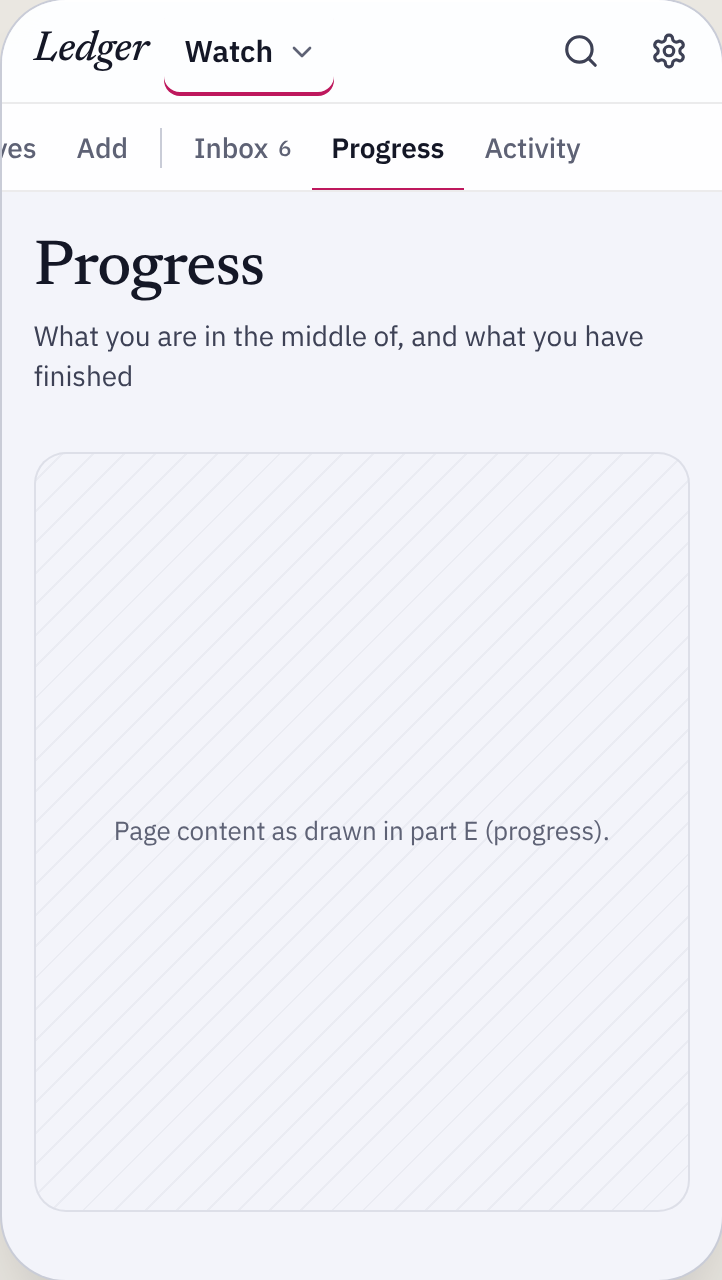 Ledger Watch
Add Inbox 6 Progress Activity
Progress
What you are in the middle of, and what you have
finished
Page content as drawn in part E (progress).